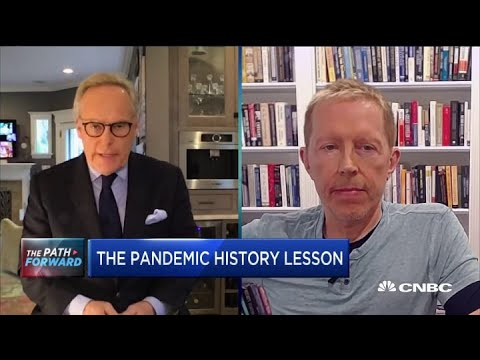 THE PATH
FORWARD
THE PANDEMIC HISTORY LESSON
CNBC